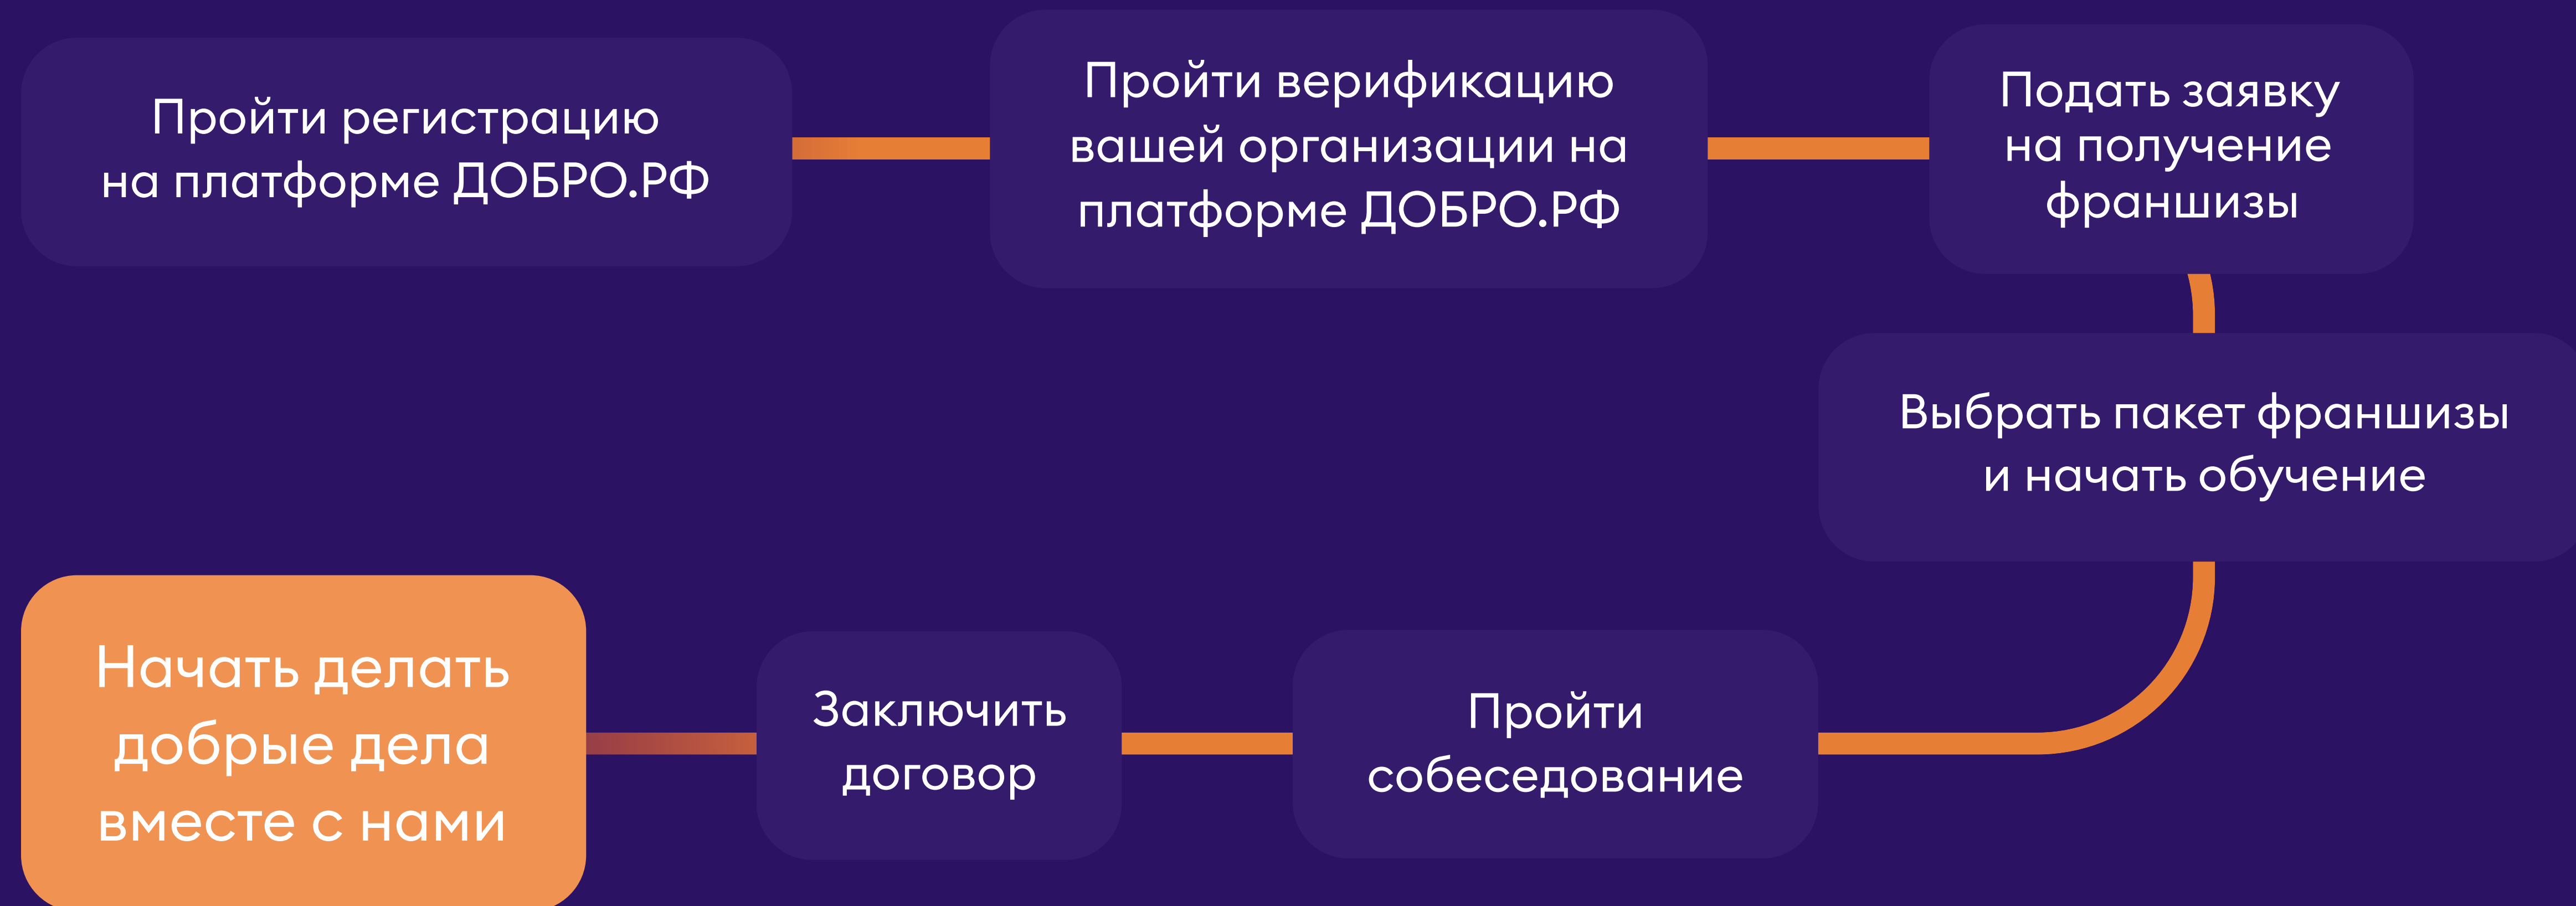 Пройти регистрацию
на платформе ДОБРО.РФ
Пройти верификацию
вашей организации на
платформе ДОБРО.РФ
Подать заявку
на получение
франшизы
Выбрать пакет франшизы
и начать обучение
Пройти
собеседование
Заключить
договор
Начать делать
добрые дела
вместе с нами